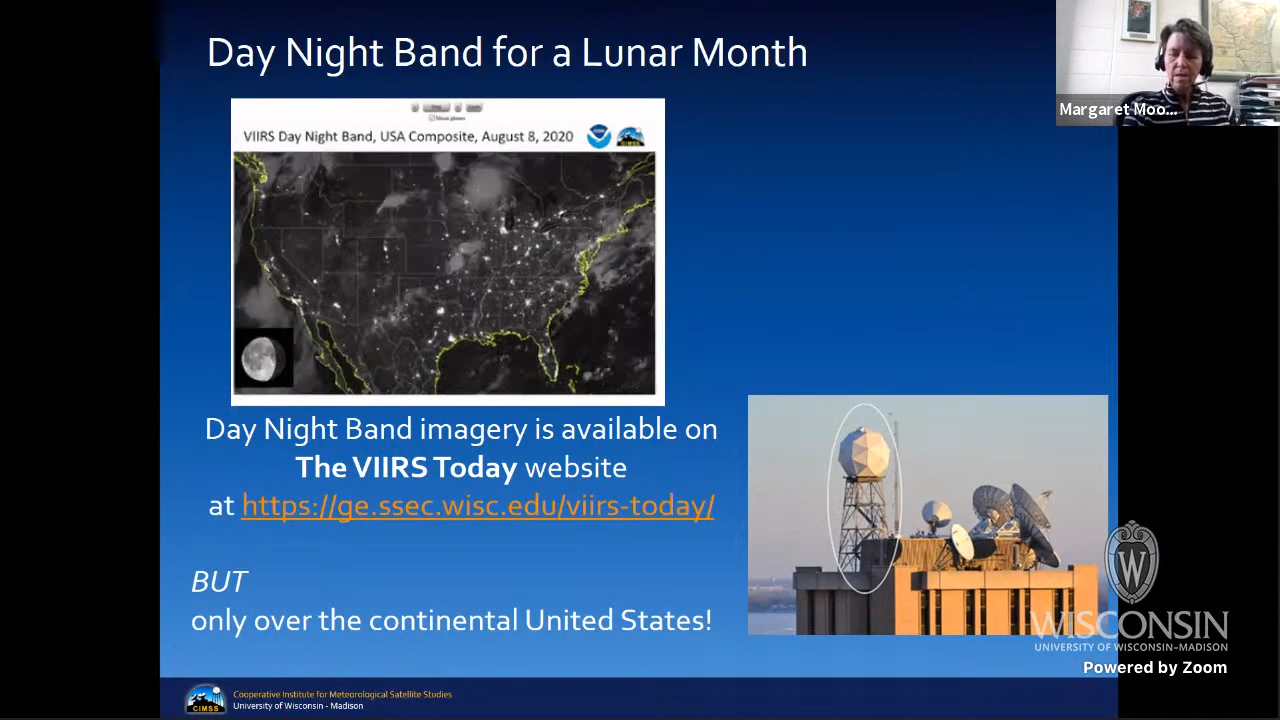 Day Night Band for a Lunar Month
Margaret Moo...
VIIRS Day Night Band, USA Composite, August 8, 2020
CIMSS
Day Night Band imagery is available on
The VIIRS Today website
at https://ge.ssec.wisc.edu/viirs-today/
BUT
only over the continental United States!
W
WISCONSIN
UNIVERSITY OF WISCONSIN–MADISON
Powered by Zoom
CIMSS
Cooperative Institute for Meteorological Satellite Studies
University of Wisconsin - Madison